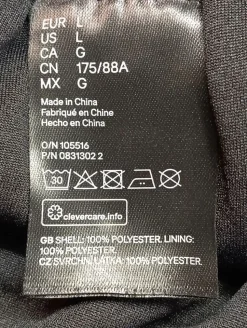 EUR L
US L
CA G
CN 175/88A
MX G
Made in China
Fabriqué en Chine
Hecho en China
O/N 105516
P/N 0831302 2
30
clevercare.info
GB SHELL: 100% POLYESTER. LINING:
100% POLYESTER.
CZ SVRCHNÍ LÁTKA: 100% POLYESTER.